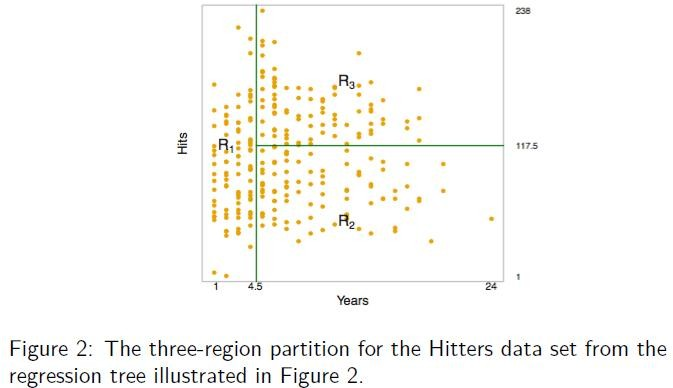 238
Hits
R3
R1
117.5
R2
1
1
4.5
24
Years
Figure 2: The three-region partition for the Hitters data set from the
regression tree illustrated in Figure 2.